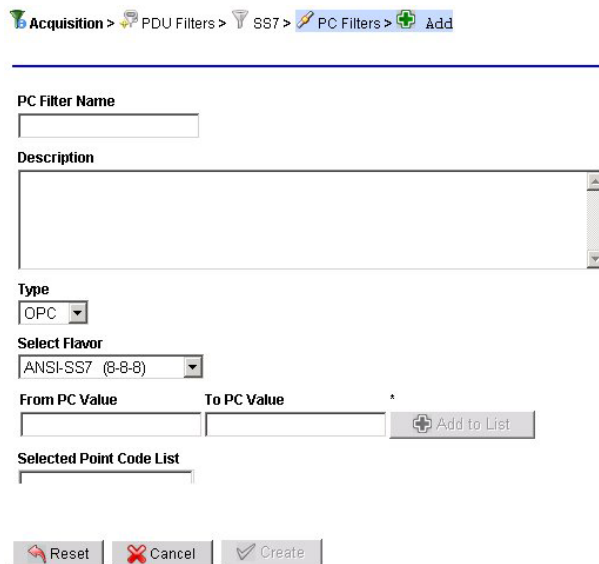 Acquisition > PDU Filters > SS7 > PC Filters > Add
PC Filter Name
Description
Type
OPC
Select Flavor
ANSI-SS7 (8-8-8)
From PC Value To PC Value *
Add to List
Selected Point Code List
Reset Cancel Create